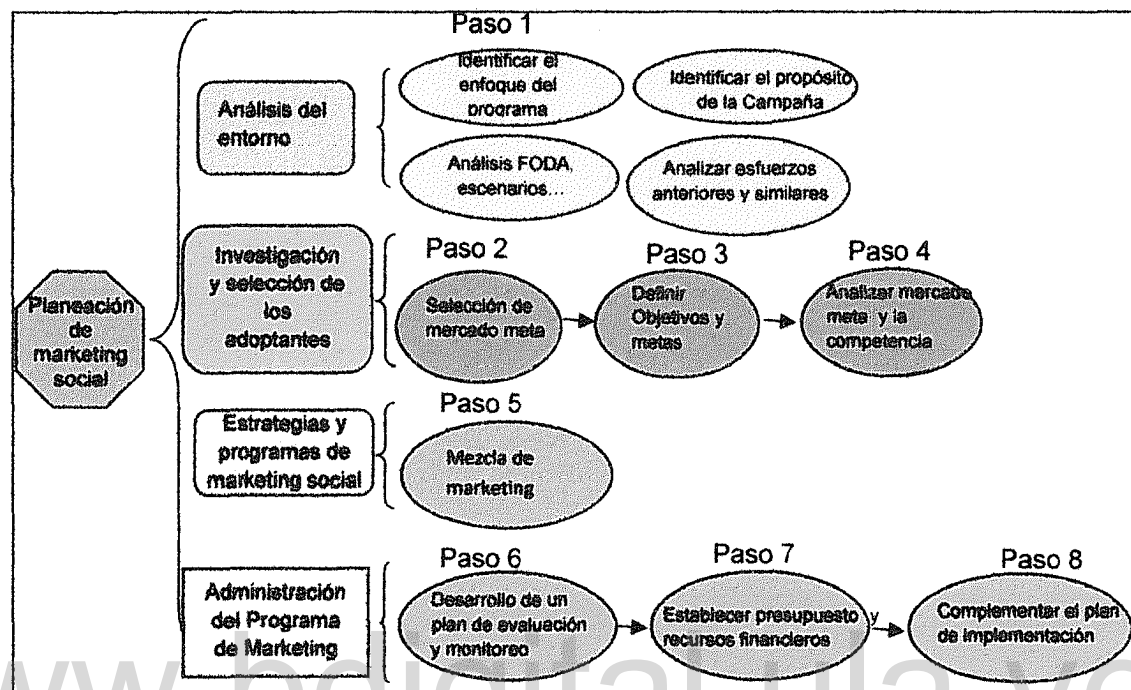 Paso 1
Identificar el
enfoque del
programa
Identificar el propósito
de la Campaña
Análisis del
entorno
Análisis FODA,
escenarios...
Analizar esfuerzos
anteriores y similares
Planeación
de
marketing
social
Investigación
y selección de
los
adoptantes
Paso 2
Selección de
mercado meta
Paso 3
Definir
Objetivos y
metas
Paso 4
Analizar mercado
meta y la
competencia
Estrategias y
programas de
marketing social
Paso 5
Mezcla de
marketing
Administración
del Programa
de Marketing
Paso 6
Desarrollo de un
plan de evaluación
y monitoreo
Paso 7
Establecer presupuesto y
recursos financieros
Paso 8
Complementar el plan
de implementación